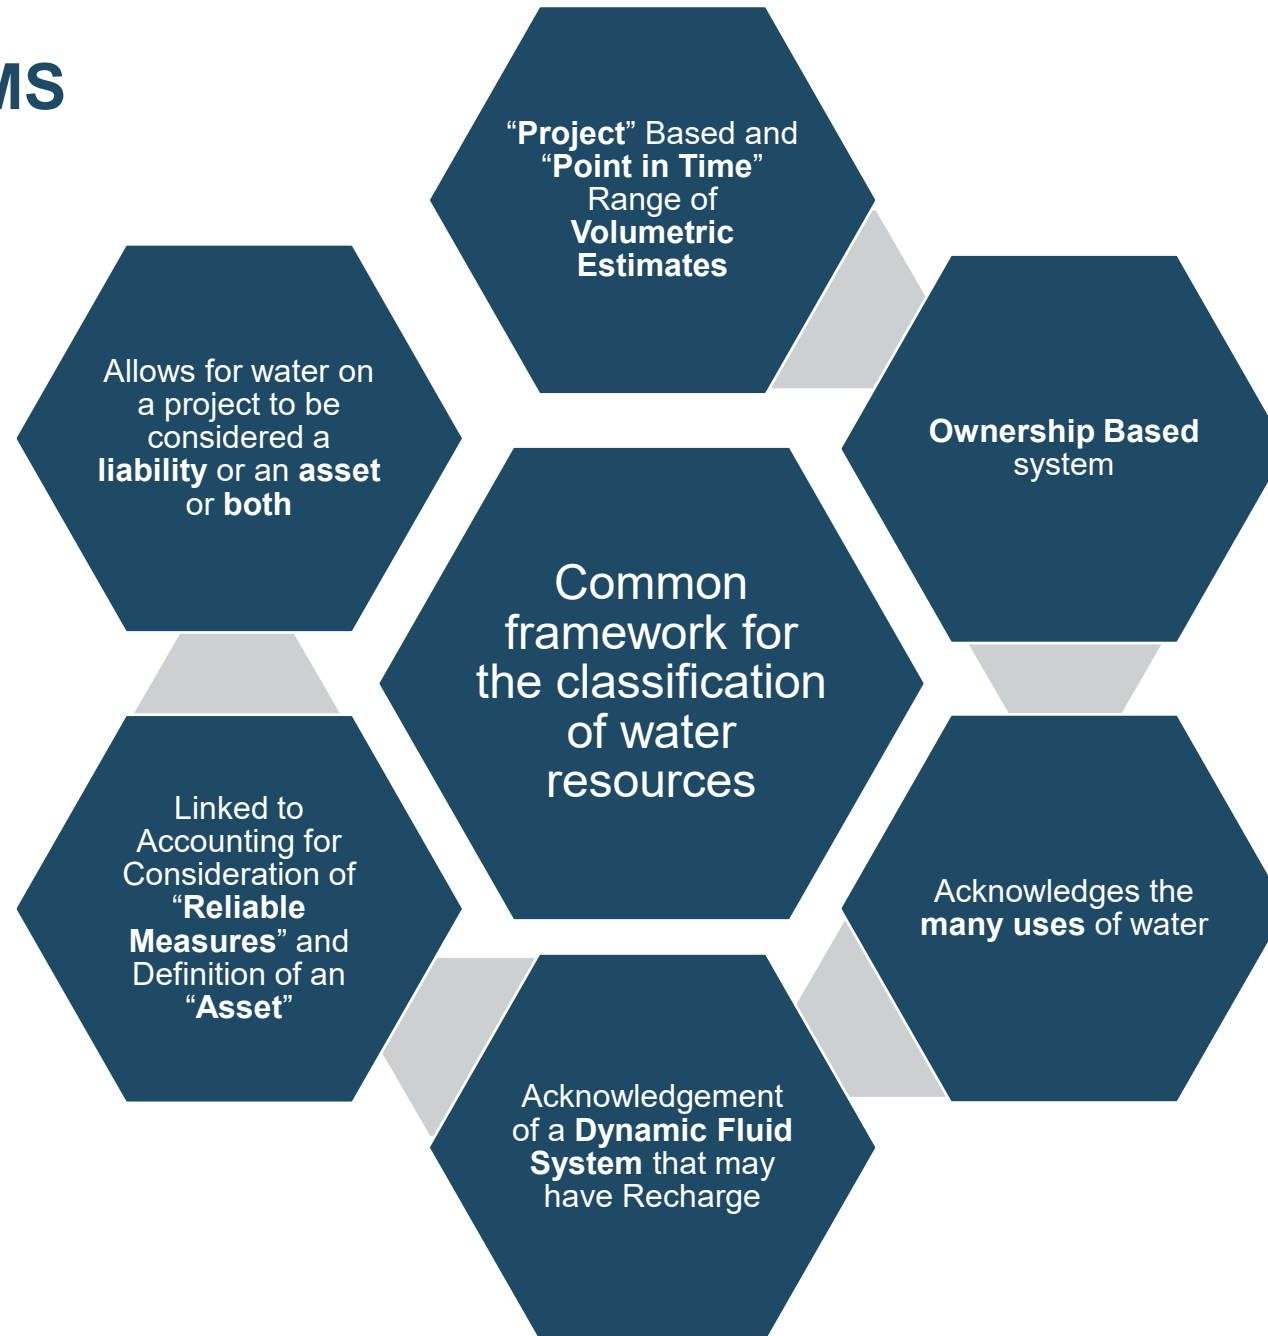 MS
“Project” Based and
“Point in Time”
Range of
Volumetric
Estimates
Ownership Based
system
Acknowledges the
many uses of water
Acknowledgement
of a Dynamic Fluid
System that may
have Recharge
Linked to
Accounting for
Consideration of
“Reliable
Measures” and
Definition of an
“Asset”
Allows for water on
a project to be
considered a
liability or an asset
or both
Common
framework for
the classification
of water
resources